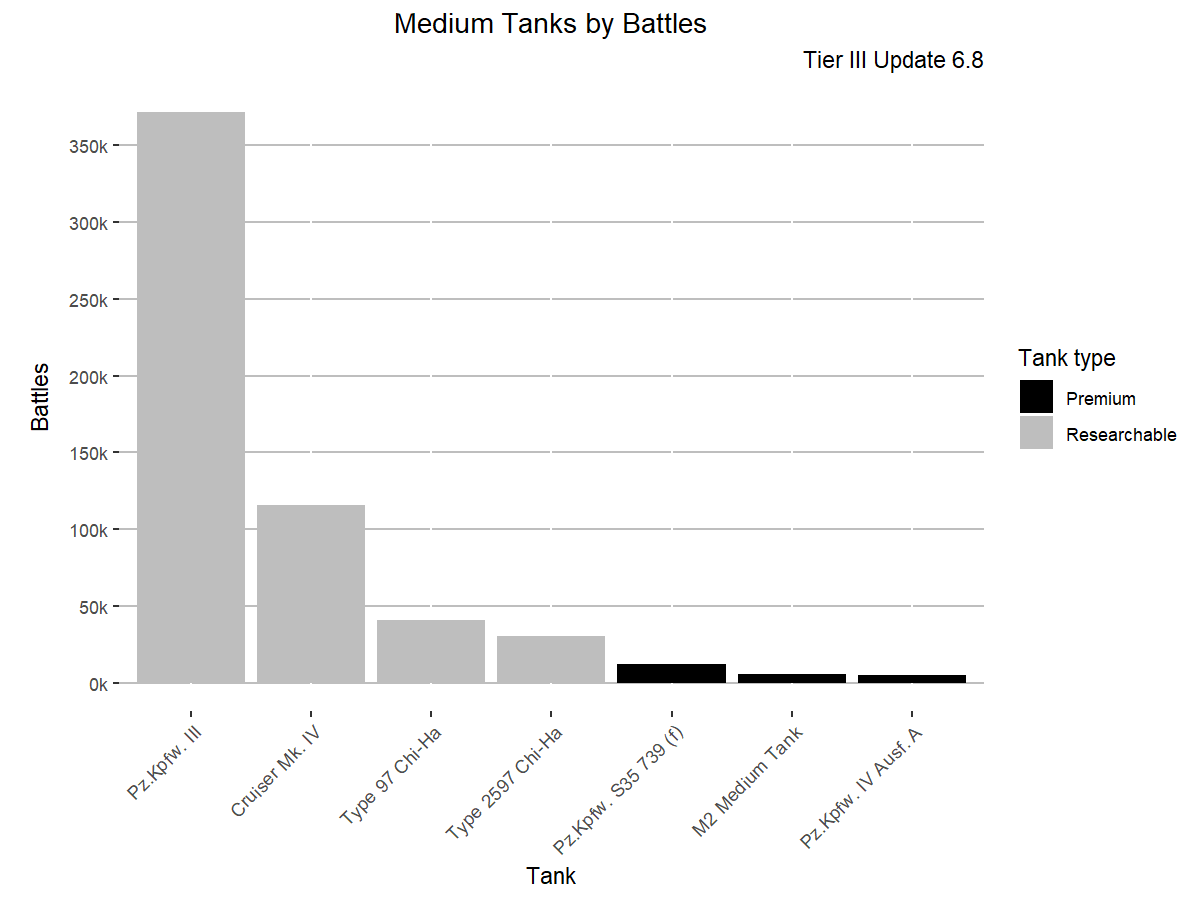 Medium Tanks by Battles
Tier III Update 6.8
350k
300k
250k
200k
150k
100k
50k
0k
Battles
Pz.Kpfw. III
Cruiser Mk. IV
Type 97 Chi-Ha
Type 2597 Chi-Ha
Pz.Kpfw. S35 739 (f)
M2 Medium Tank
Pz.Kpfw. IV Ausf. A
Tank
Tank type
Premium
Researchable